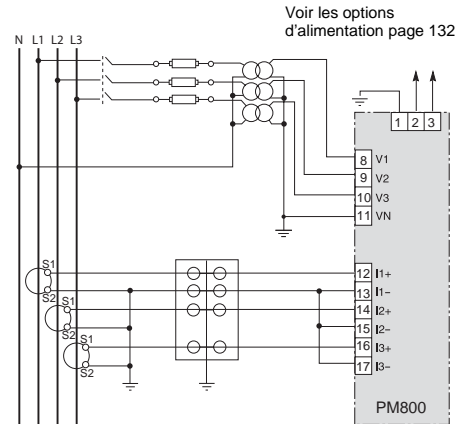 Voir les options
d'alimentation page 132
N L1 L2 L3
1 2 3
8 V1
9 V2
10 V3
11 VN
S1
S2
S1
S2
S1
S2
12 I1+
13 I1–
14 I2+
15 I2–
16 I3+
17 I3–
PM800